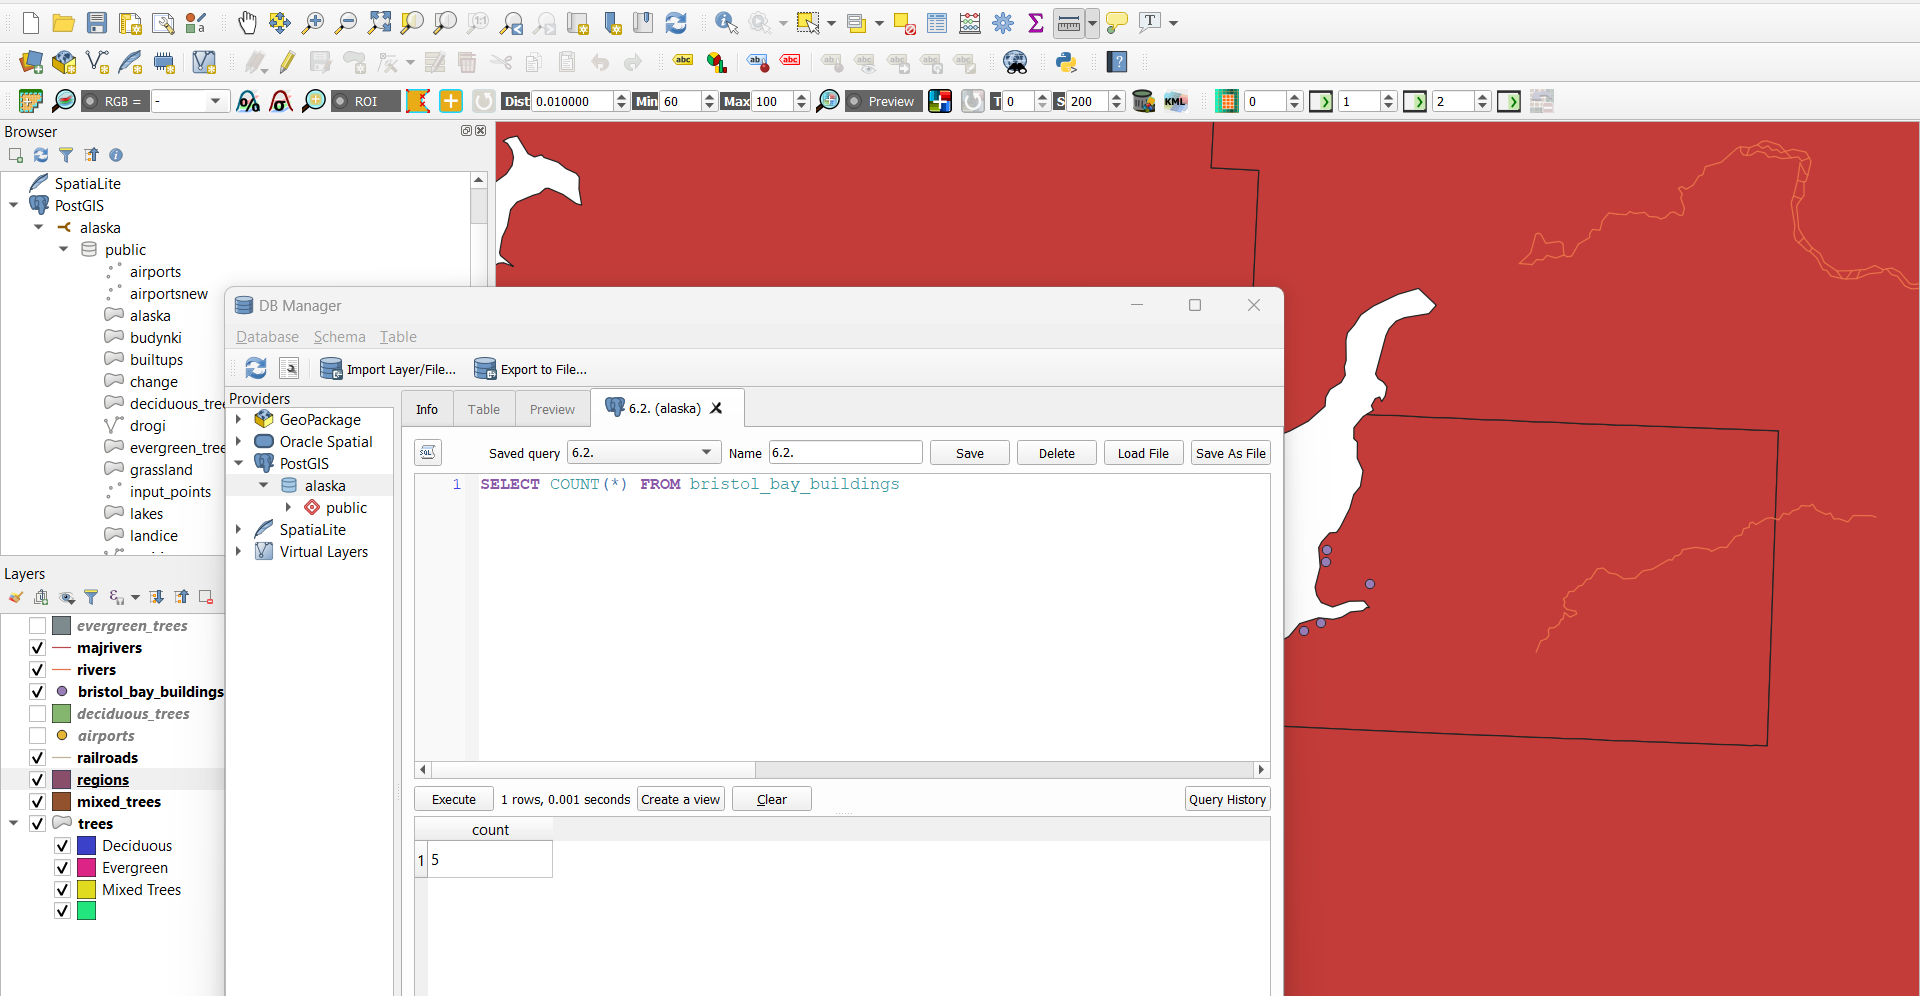 RGB =
-
ROI
Dist 0.010000
Min 60
Max 100
Preview
T 0
S 200
KML
0
1
2
Browser
SpatiaLite
PostGIS
alaska
public
airports
airportsnew
alaska
budynki
builtups
change
deciduous_tre
drogi
evergreen_tree
grassland
input_points
lakes
landice
Layers
evergreen_trees
majrivers
rivers
bristol_bay_buildings
deciduous_trees
airports
railroads
regions
mixed_trees
trees
Deciduous
Evergreen
Mixed Trees
DB Manager
Database Schema Table
Import Layer/File... Export to File...
Providers
GeoPackage
Oracle Spatial
PostGIS
alaska
public
SpatiaLite
Virtual Layers
Info Table Preview 6.2. (alaska) X
Saved query 6.2. Name 6.2. Save Delete Load File Save As File
1 SELECT COUNT(*) FROM bristol_bay_buildings
Execute 1 rows, 0.001 seconds Create a view Clear Query History
count
1 5